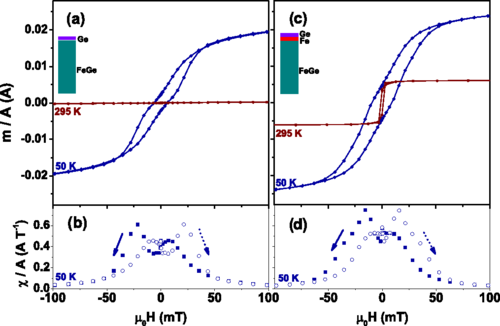 (a)
(c)
Ge
FeGe
Ge
Fe
FeGe
m / A (A)
0.02
0.01
0.00
-0.01
-0.02
295 K
50 K
295 K
50 K
(b)
(d)
χ / A (A T⁻¹)
0.6
0.4
0.2
0.0
50 K
50 K
-100 -50 0 50 100
-50 0 50 100
μ₀H (mT)
μ₀H (mT)